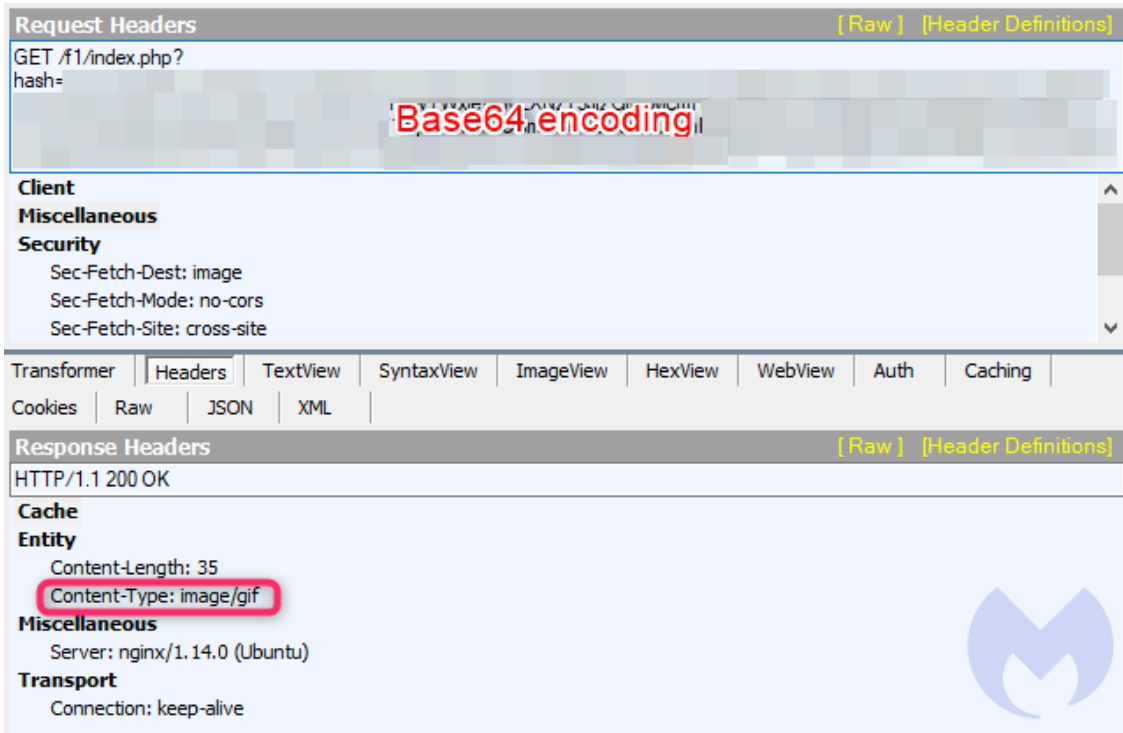 Request Headers [ Raw ] [Header Definitions]
GET /f1/index.php?
hash=
Base64 encoding
Client
Miscellaneous
Security
Sec-Fetch-Dest: image
Sec-Fetch-Mode: no-cors
Sec-Fetch-Site: cross-site
Transformer Headers TextView SyntaxView ImageView HexView WebView Auth Caching
Cookies Raw JSON XML
Response Headers [ Raw ] [Header Definitions]
HTTP/1.1 200 OK
Cache
Entity
Content-Length: 35
Content-Type: image/gif
Miscellaneous
Server: nginx/1.14.0 (Ubuntu)
Transport
Connection: keep-alive